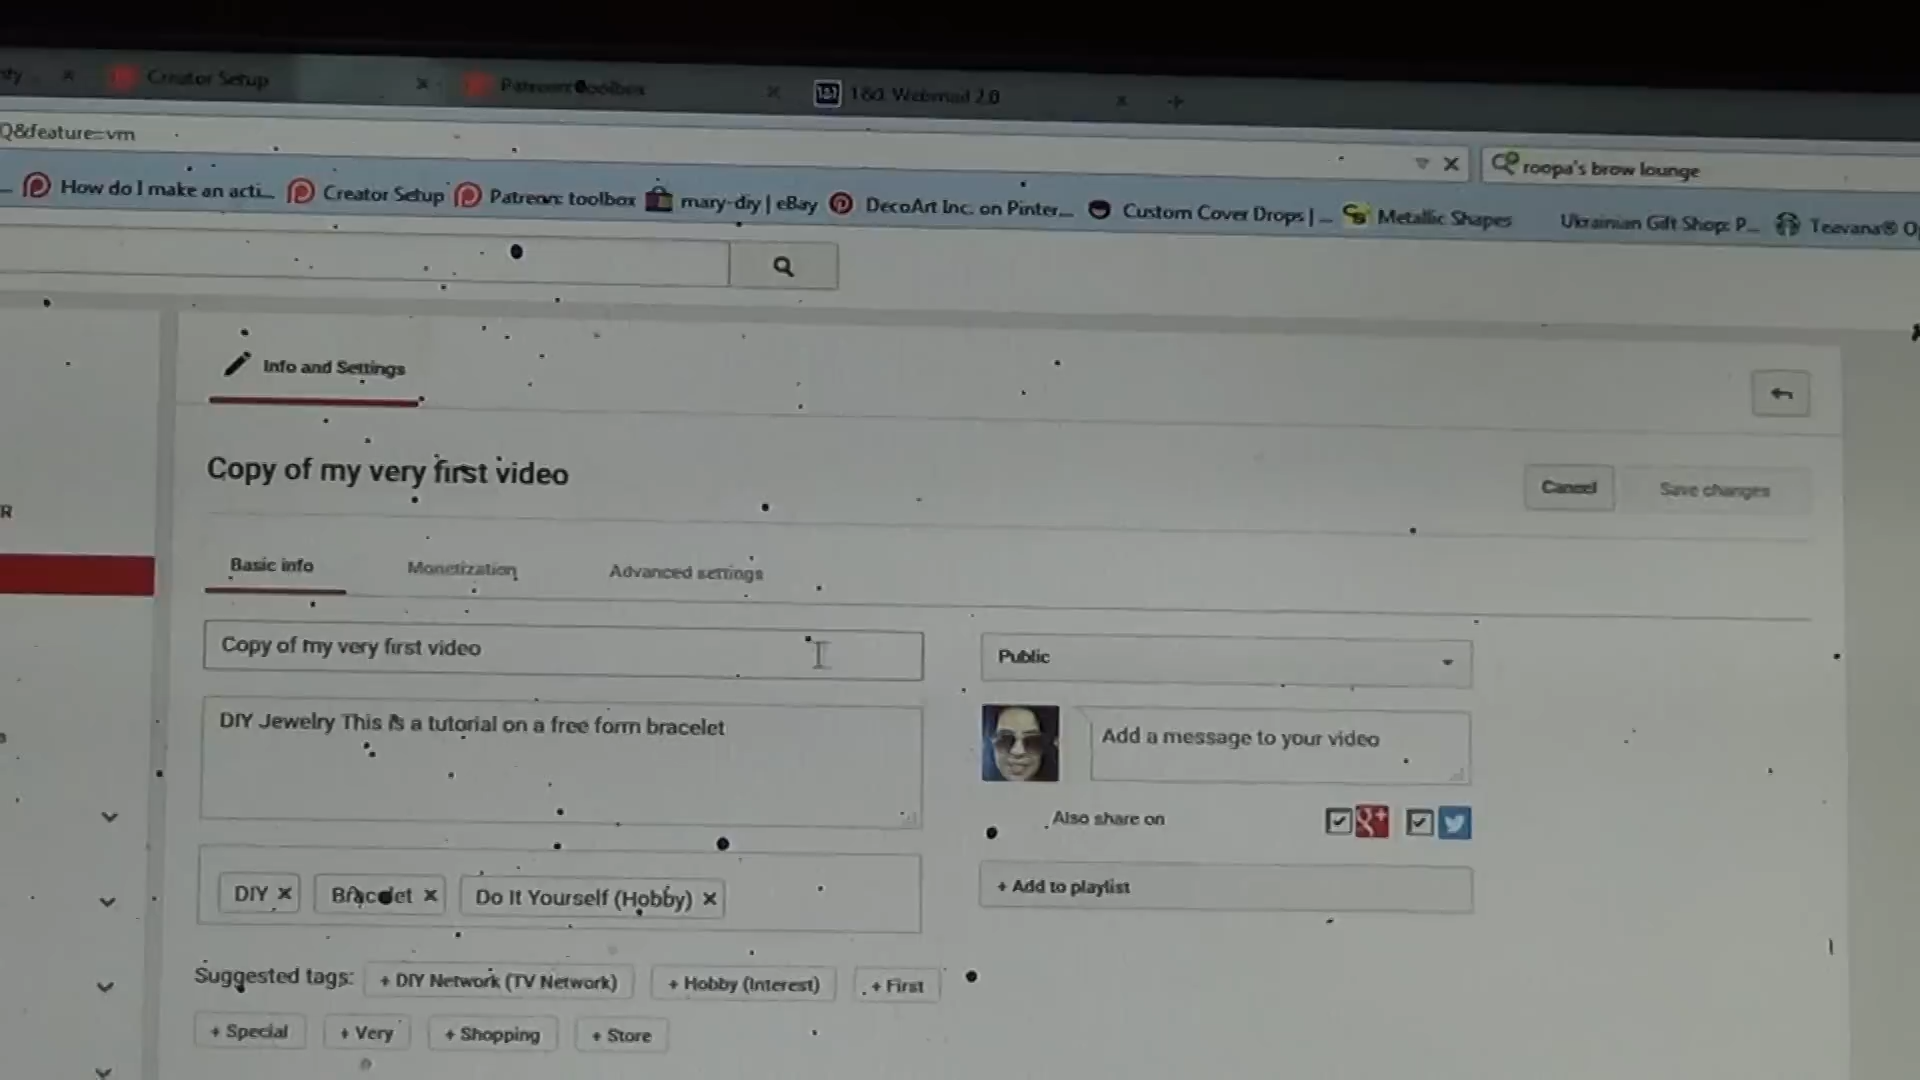 Creator Setup Patreon: toolbox 1&1 Webmail 2.0
Q&feature=vm roopa's brow lounge
How do I make an acti... Creator Setup Patreon: toolbox mary-diy | eBay DecoArt Inc. on Pinter... Custom Cover Drops | ... Metallic Shapes Ukrainian Gift Shop: P... Teavana® O
Info and Settings
Copy of my very first video
Cancel Save changes
R
Basic info Monetization Advanced settings
Copy of my very first video
Public
DIY Jewelry This is a tutorial on a free form bracelet
Add a message to your video
Also share on
DIY Bracelet Do It Yourself (Hobby)
+ Add to playlist
Suggested tags: + DIY Network (TV Network) + Hobby (Interest) + First
+ Special + Very + Shopping + Store